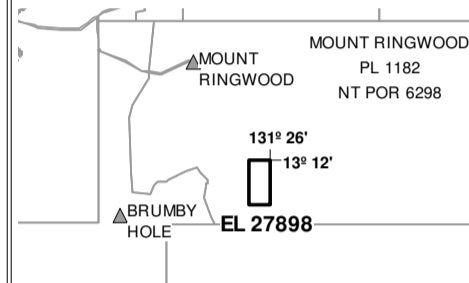 MOUNT RINGWOOD
PL 1182
NT POR 6298
MOUNT
RINGWOOD
131º 26'
13º 12'
BRUMBY
HOLE
EL 27898